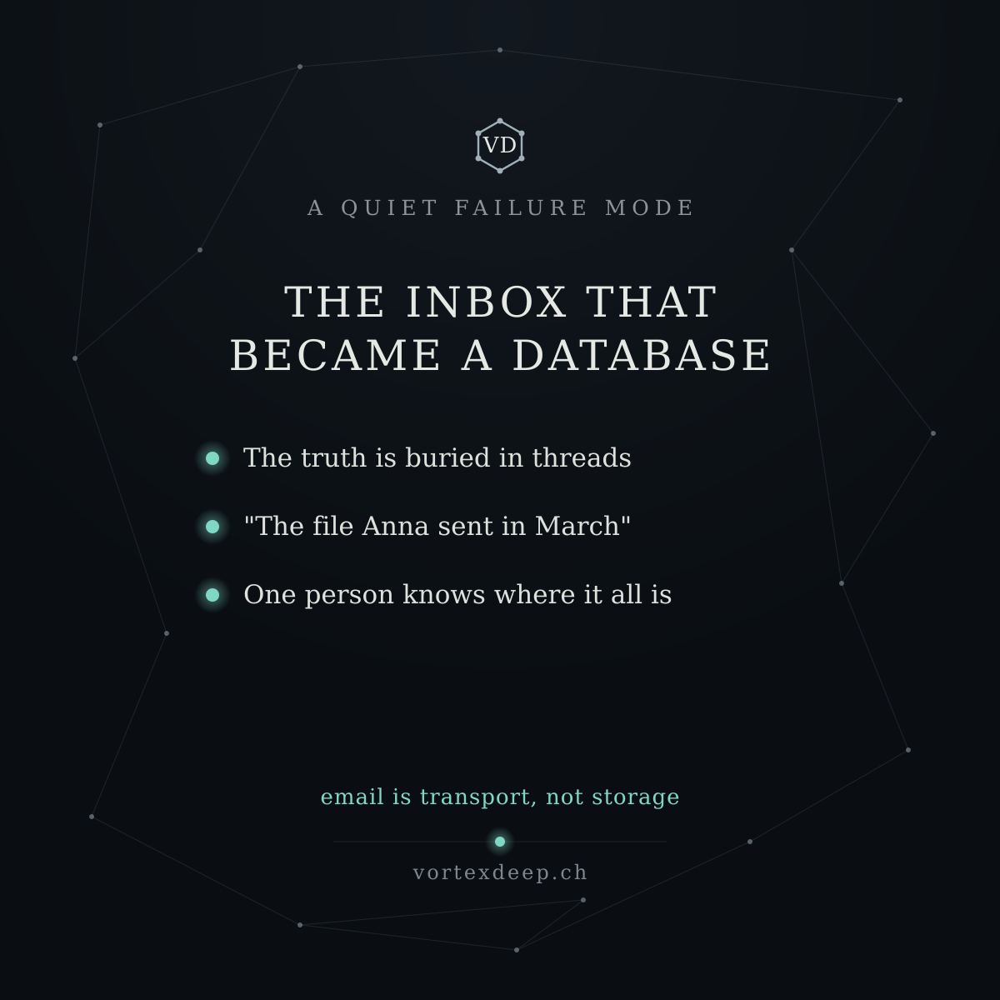 VD
A QUIET FAILURE MODE
THE INBOX THAT
BECAME A DATABASE
The truth is buried in threads
"The file Anna sent in March"
One person knows where it all is
email is transport, not storage
vortexdeep.ch